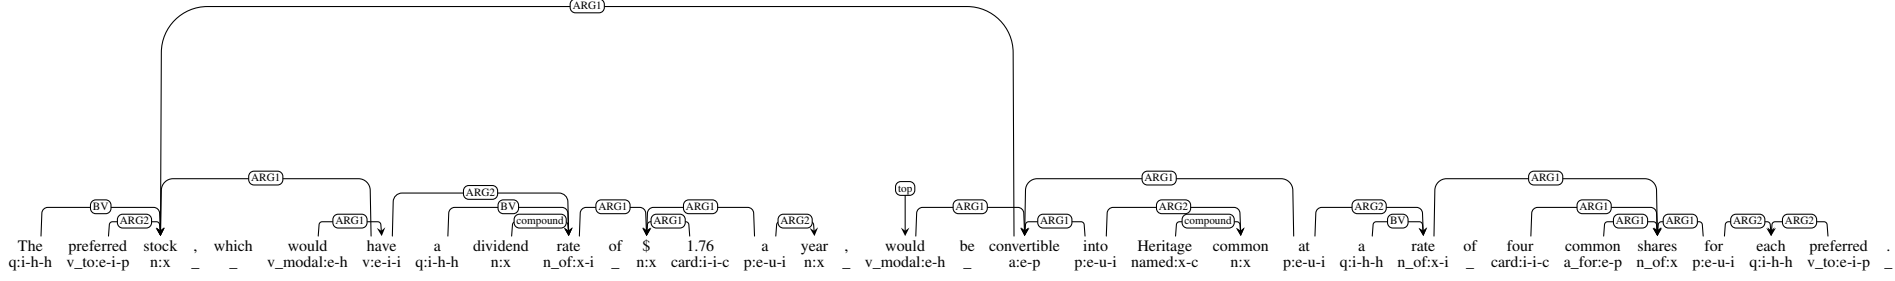 ARG1
ARG1 top ARG1 ARG1
ARG2
BV BV ARG1 ARG1 ARG1 ARG2 ARG2 ARG1
ARG2 ARG1 compound ARG1 ARG2 ARG1 compound BV ARG1 ARG1 ARG2 ARG2
The preferred stock , which would have a dividend rate of $ 1.76 a year , would be convertible into Heritage common at a rate of four common shares for each preferred .
q:i-h-h v_to:e-i-p n:x _ _ v_modal:e-h v:e-i-i q:i-h-h n:x n_of:x-i _ n:x card:i-i-c p:e-u-i n:x _ v_modal:e-h _ a:e-p p:e-u-i named:x-c n:x p:e-u-i q:i-h-h n_of:x-i _ card:i-i-c a_for:e-p n_of:x p:e-u-i q:i-h-h v_to:e-i-p _